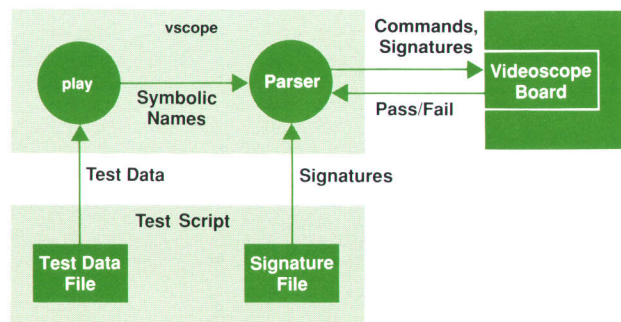 vscope
Commands,
Signatures
play
Parser
Videoscope
Board
Symbolic
Names
Pass/Fail
Test Data
Signatures
Test Script
Test Data
File
Signature
File